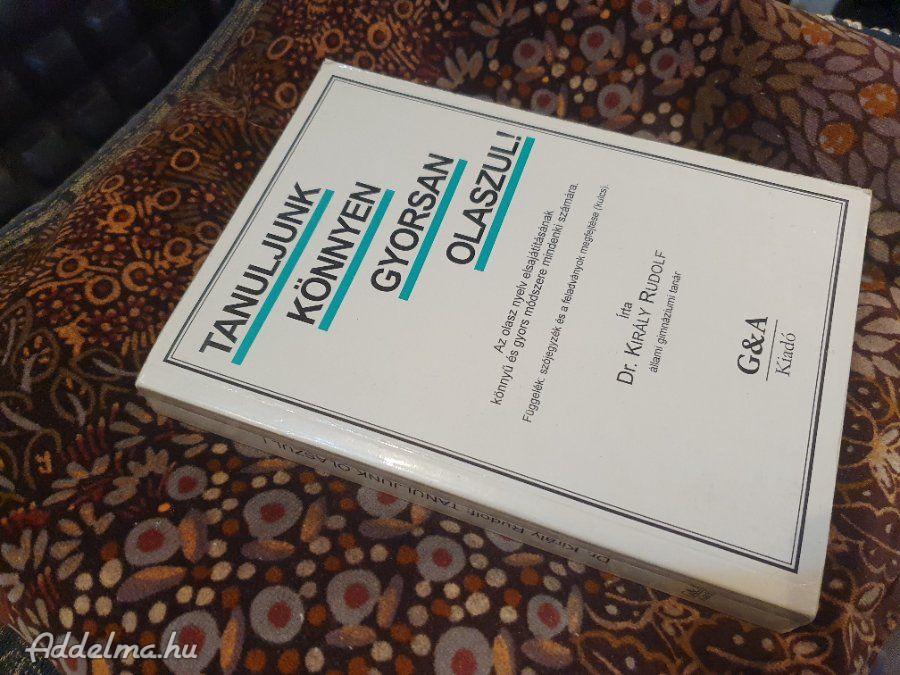 TANULJUNK
KÖNNYEN
GYORSAN
OLASZUL!
Az olasz nyelv elsajátításának
könnyű és gyors módszere mindenki számára.
Függelék: szójegyzék és a feladványok megfejtése (kulcs).
Írta
Dr. KIRÁLY RUDOLF
állami gimnáziumi tanár
G&A
Kiadó
Dr. Király Rudolf: TANULJUNK OLASZUL!
Addelma.hu